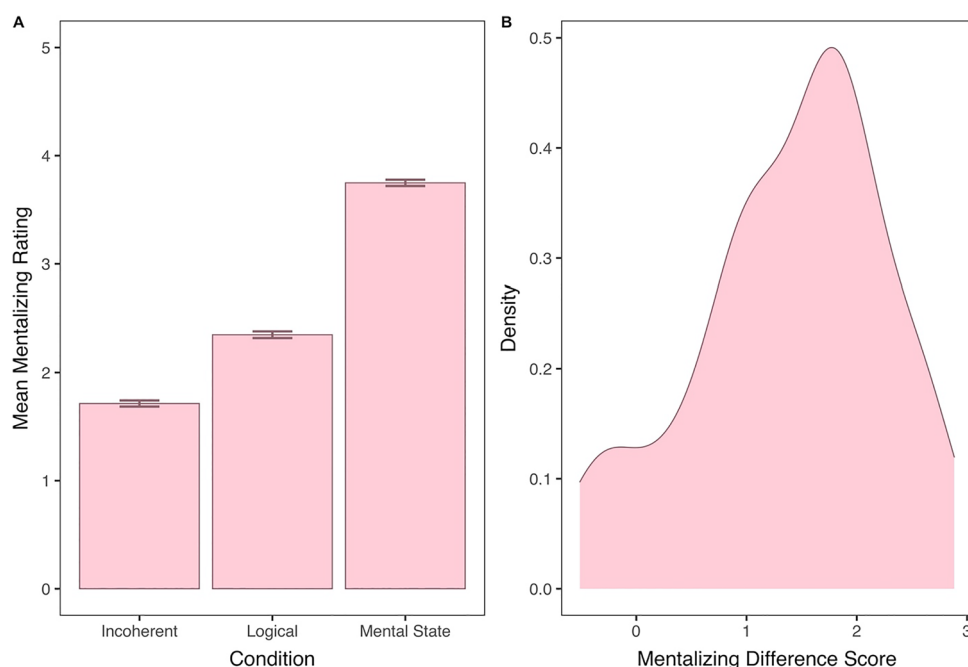 A
5
4
3
2
1
0
Mean Mentalizing Rating
Incoherent Logical Mental State
Condition
B
0.5
0.4
0.3
0.2
0.1
0.0
Density
0 1 2 3
Mentalizing Difference Score